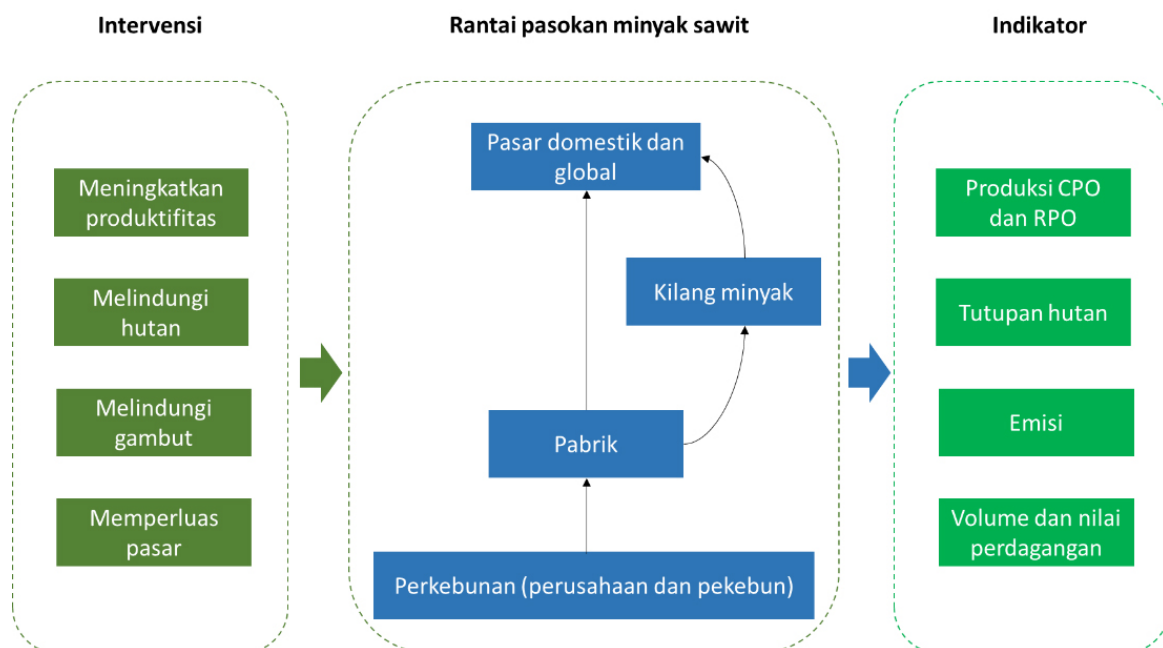 Intervensi
Meningkatkan
produktifitas
Melindungi
hutan
Melindungi
gambut
Memperluas
pasar
Rantai pasokan minyak sawit
Pasar domestik dan
global
Kilang minyak
Pabrik
Perkebunan (perusahaan dan pekebun)
Indikator
Produksi CPO
dan RPO
Tutupan hutan
Emisi
Volume dan nilai
perdagangan